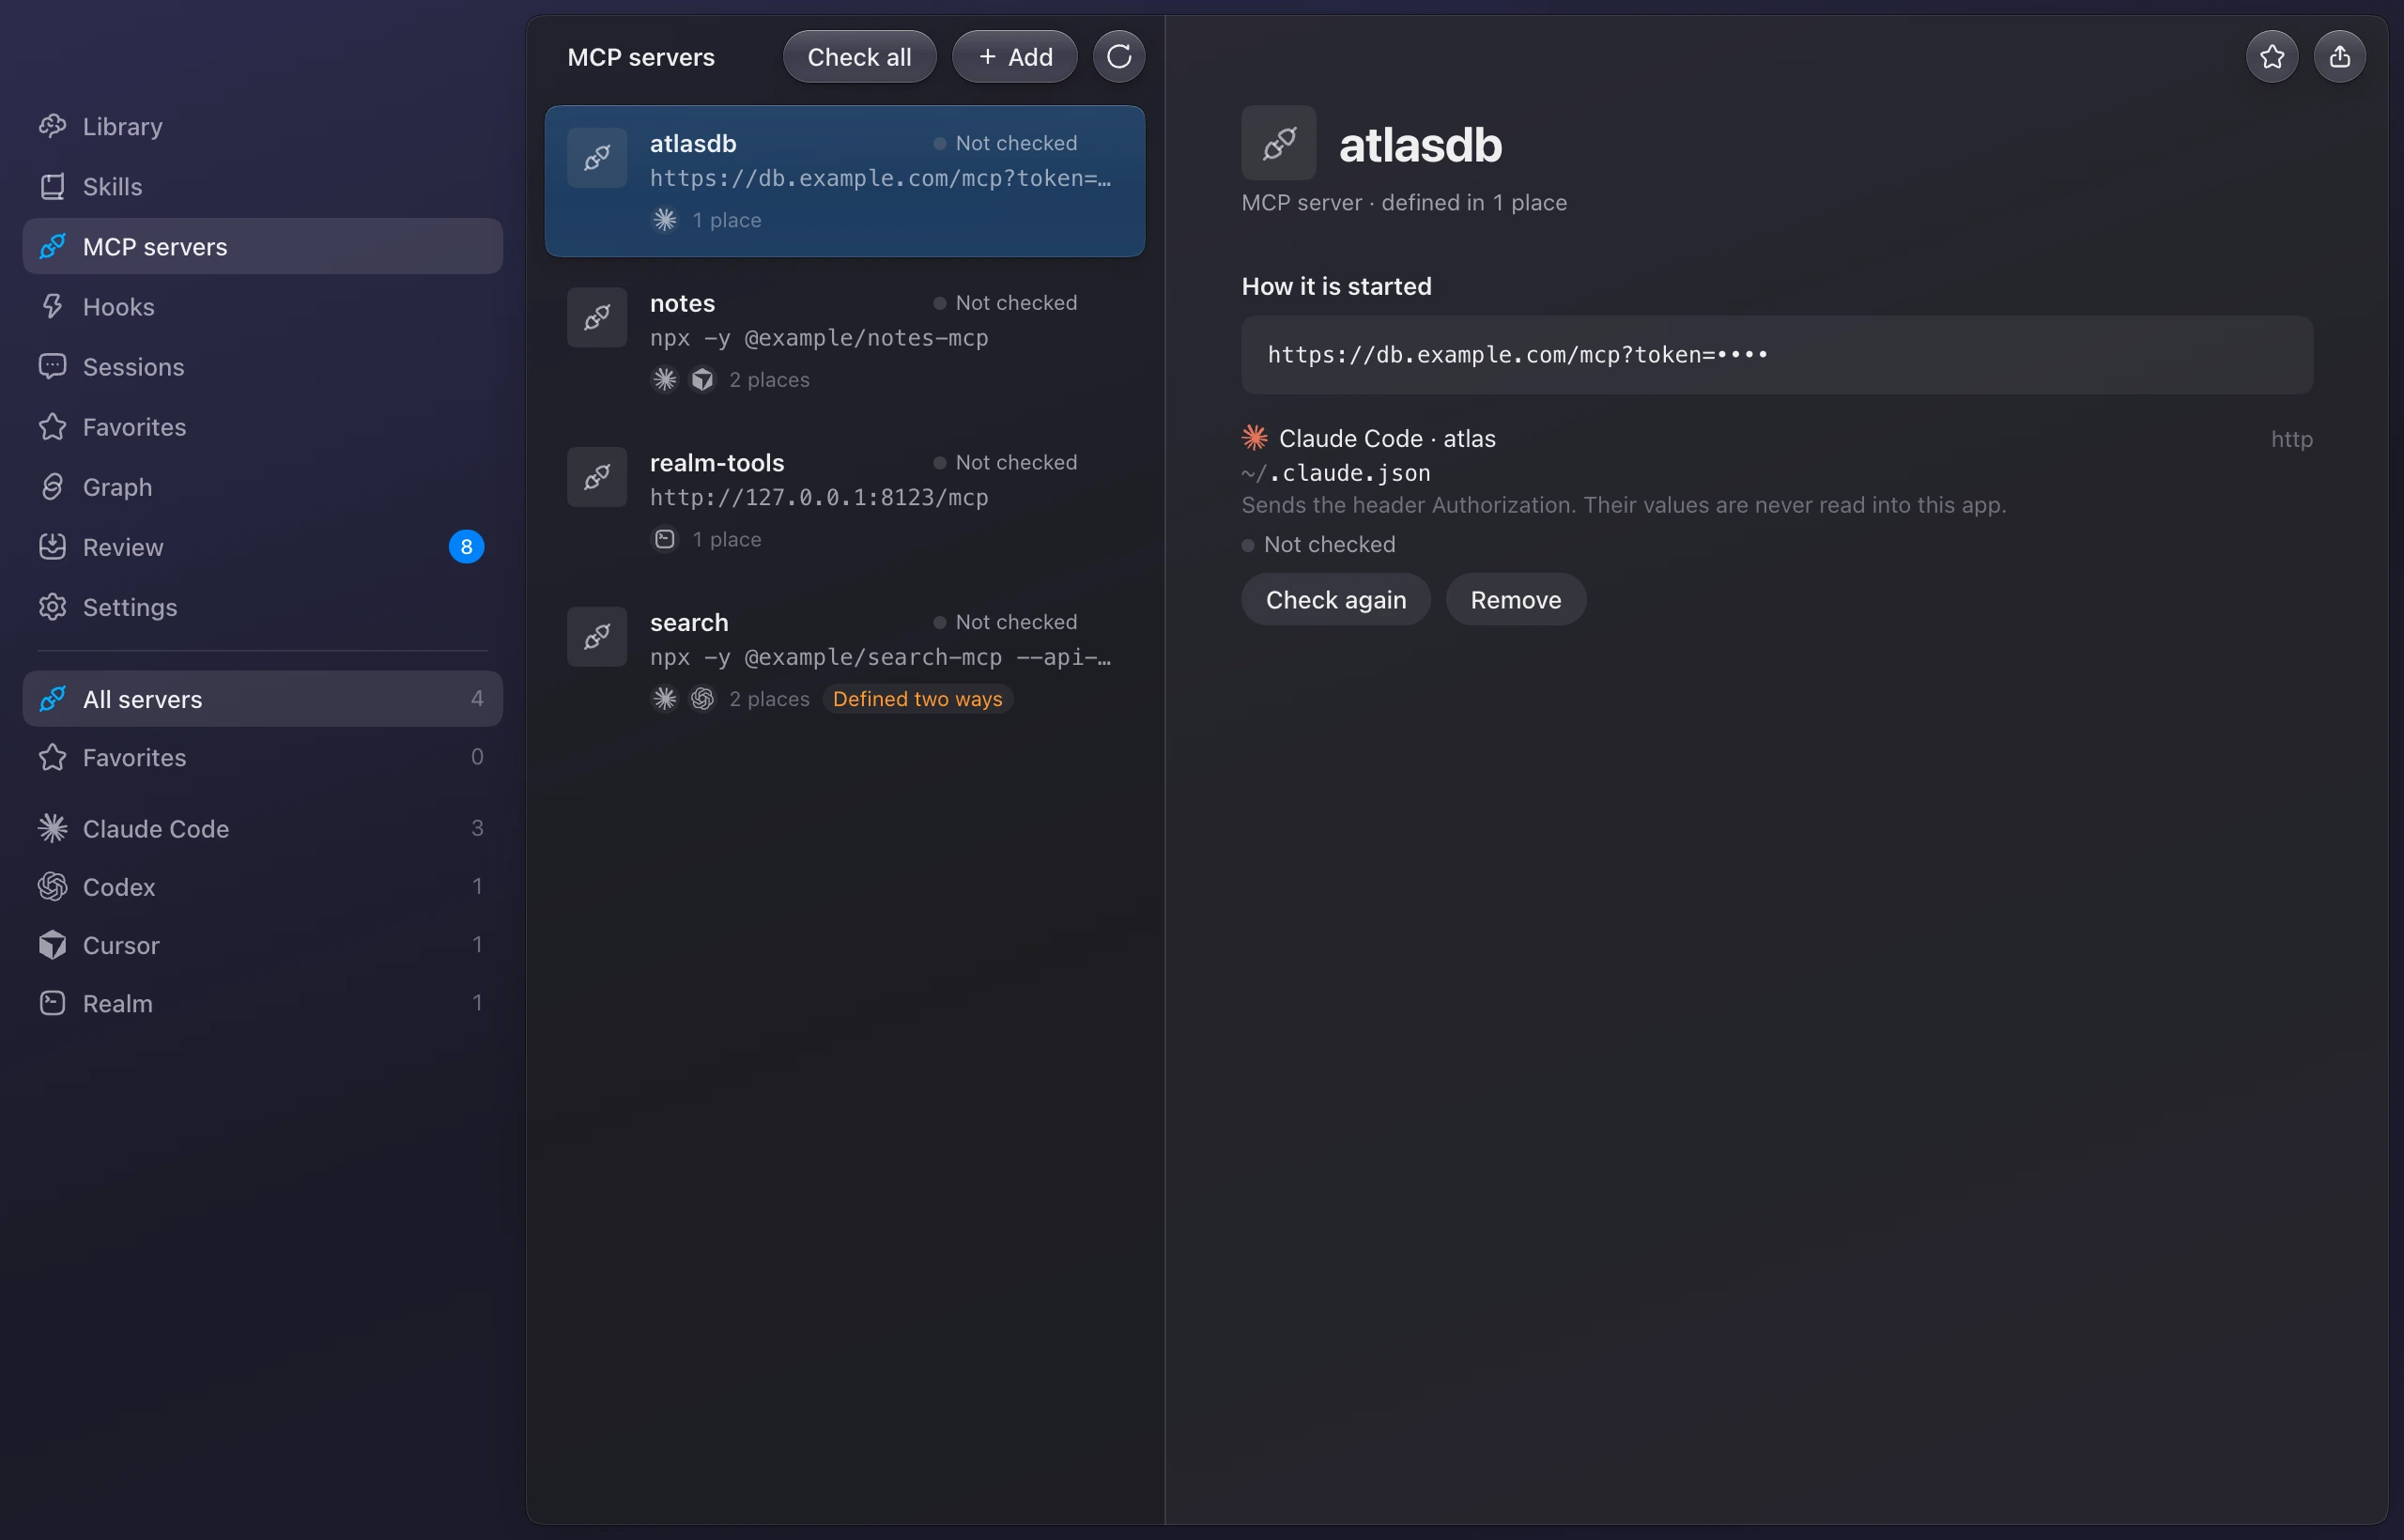 Library
Skills
MCP servers
Hooks
Sessions
Favorites
Graph
Review 8
Settings
All servers 4
Favorites 0
Claude Code 3
Codex 1
Cursor 1
Realm 1
MCP servers Check all + Add
atlasdb Not checked
https://db.example.com/mcp?token=…
1 place
notes Not checked
npx -y @example/notes-mcp
2 places
realm-tools Not checked
http://127.0.0.1:8123/mcp
1 place
search Not checked
npx -y @example/search-mcp --api-…
2 places Defined two ways
atlasdb
MCP server · defined in 1 place
How it is started
https://db.example.com/mcp?token=••••
Claude Code · atlas http
~/.claude.json
Sends the header Authorization. Their values are never read into this app.
Not checked
Check again Remove